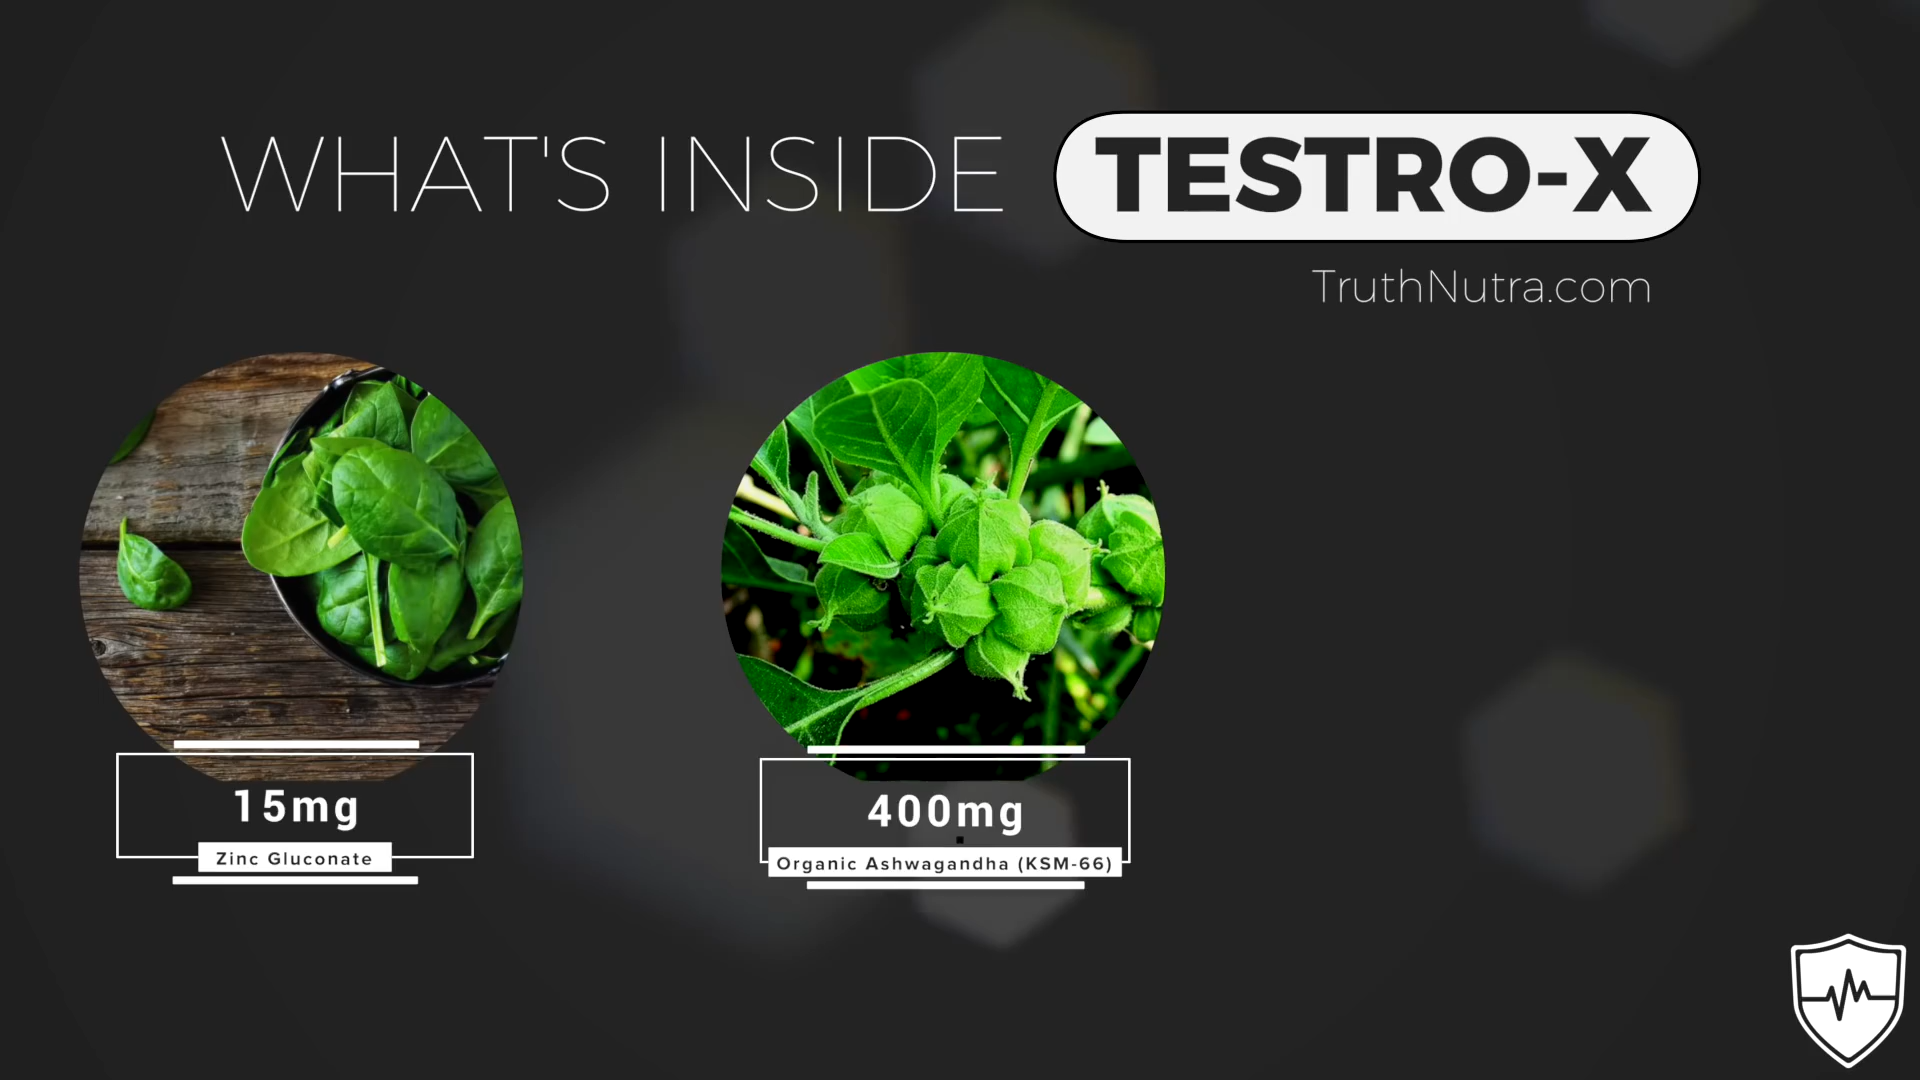 WHAT'S INSIDE TESTRO-X
TruthNutra.com
15mg
Zinc Gluconate
400mg
Organic Ashwagandha (KSM-66)